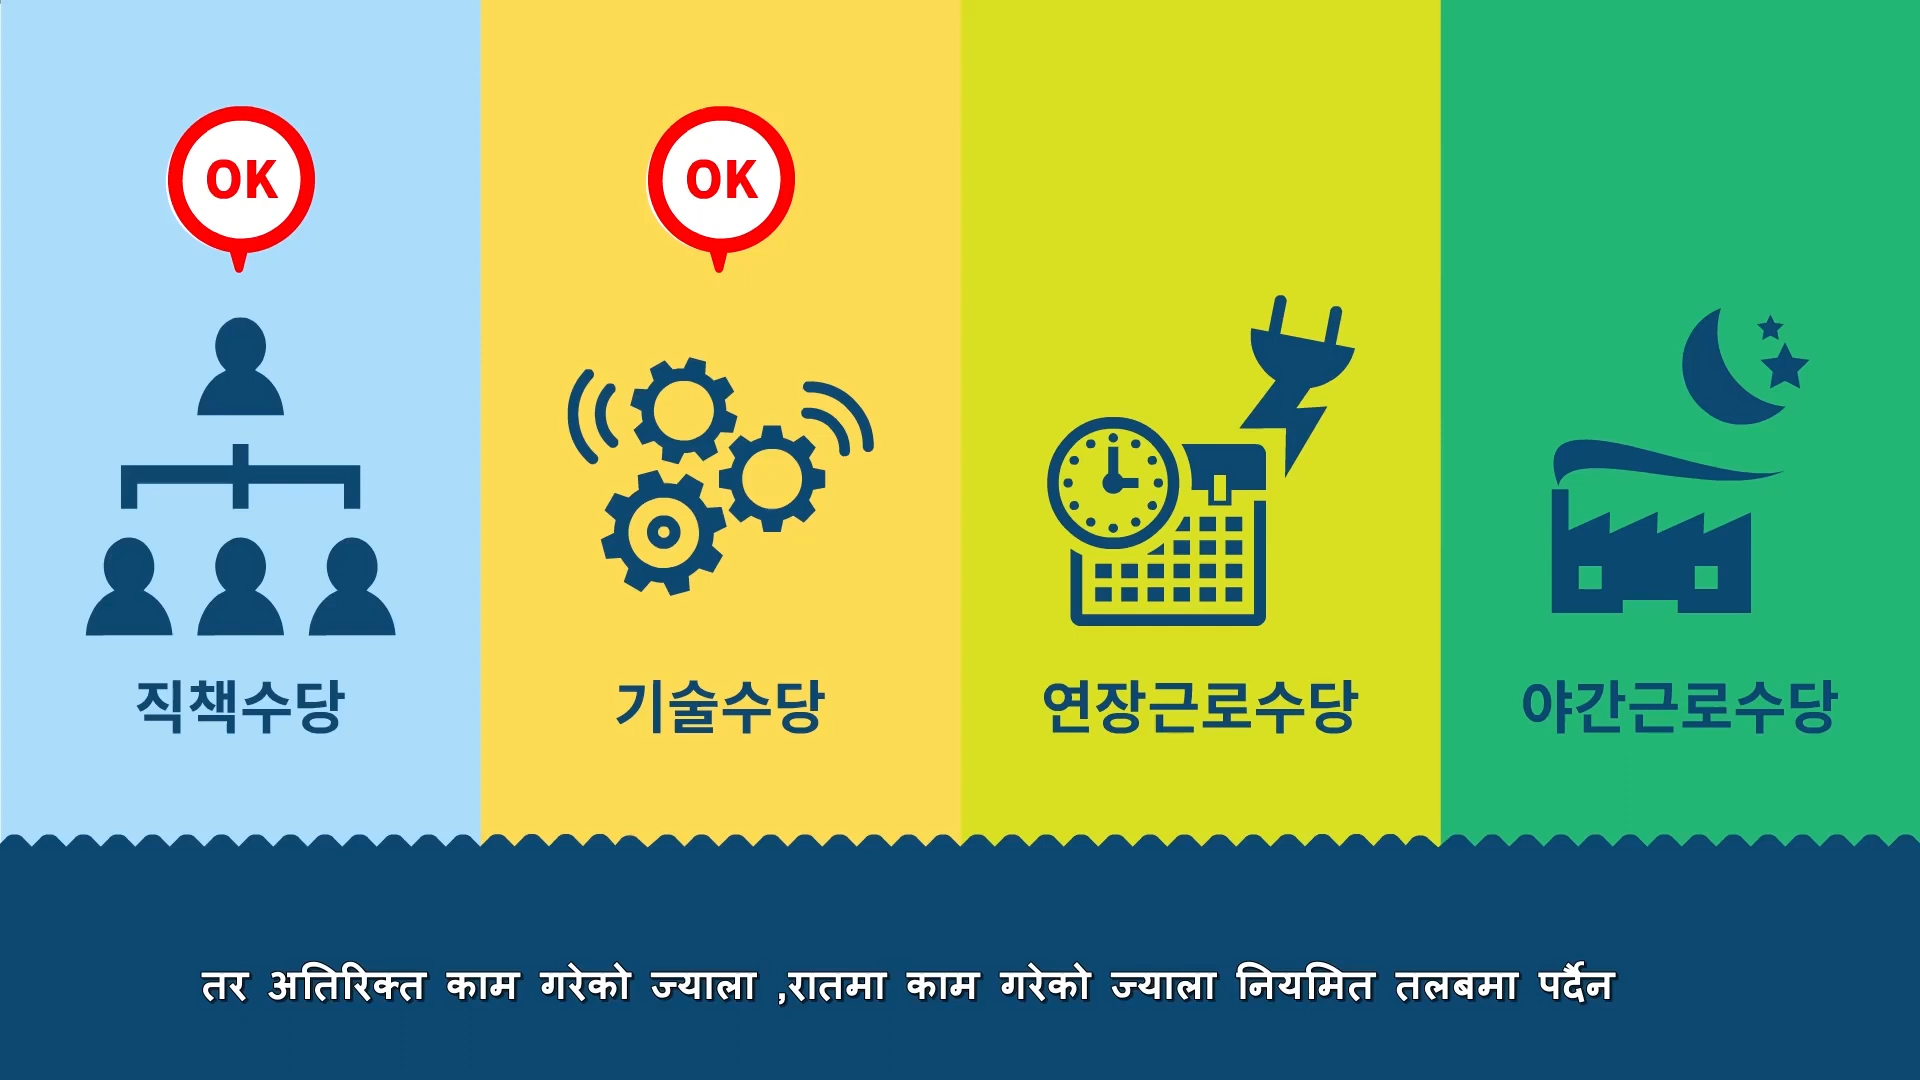 OK
OK
직책수당
기술수당
연장근로수당
야간근로수당
तर अतिरिक्त काम गरेको ज्याला ,रातमा काम गरेको ज्याला नियमित तलबमा पर्दैन